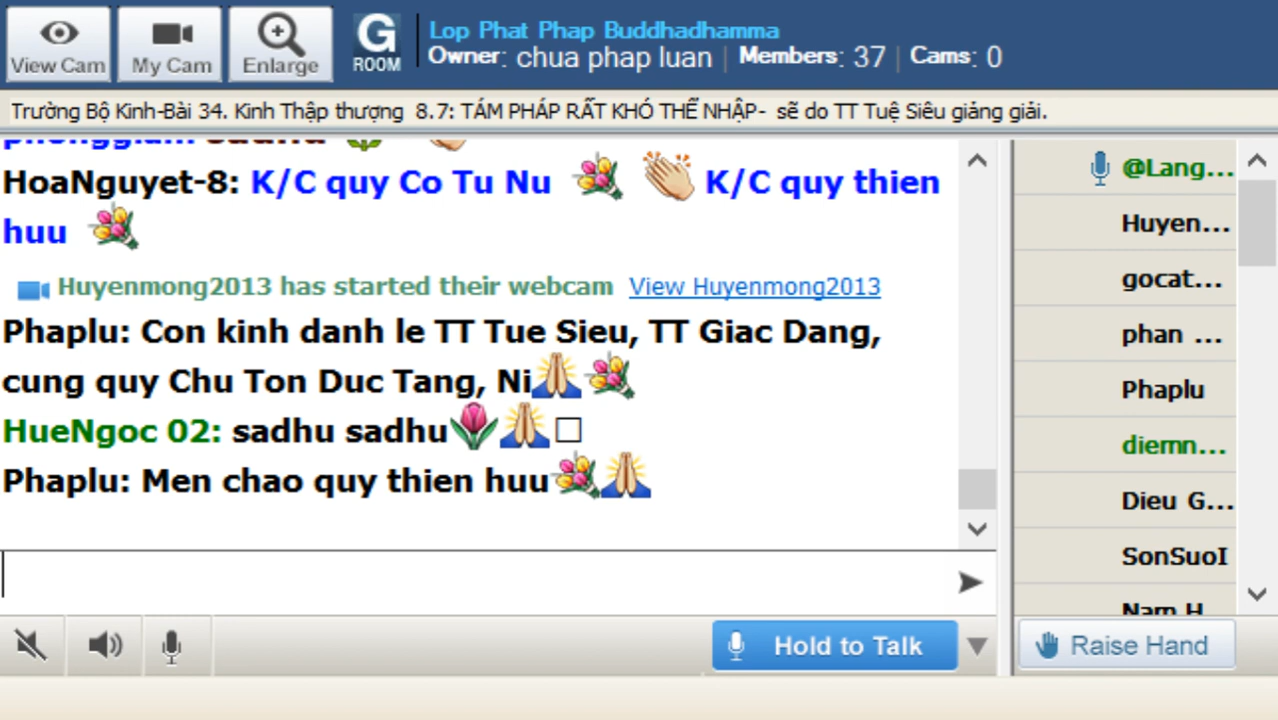 View Cam
My Cam
Enlarge
G
ROOM
Lop Phat Phap Buddhadhamma
Owner: chua phap luan | Members: 37 | Cams: 0
Trường Bộ Kinh-Bài 34. Kinh Thập thượng 8.7: TÁM PHÁP RẤT KHÓ THỂ NHẬP- sẽ do TT Tuệ Siêu giảng giải.
HoaNguyet-8: K/C quy Co Tu Nu K/C quy thien
huu
Huyenmong2013 has started their webcam View Huyenmong2013
Phaplu: Con kinh danh le TT Tue Sieu, TT Giac Dang,
cung quy Chu Ton Duc Tang, Ni
HueNgoc 02: sadhu sadhu
Phaplu: Men chao quy thien huu
@Lang...
Huyen...
gocat...
phan ...
Phaplu
diemn...
Dieu G...
SonSuoI
Nam H
Hold to Talk
Raise Hand